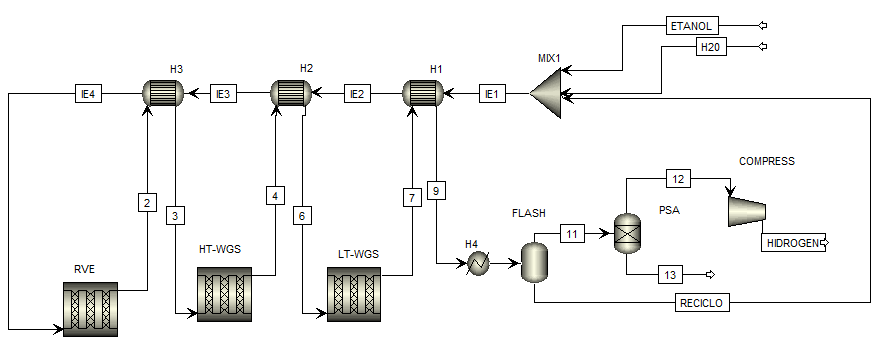 ETANOL
H20
MIX1
H3
H2
H1
IE4
IE3
IE2
IE1
COMPRESS
12
2
3
4
6
7
9
FLASH
PSA
11
HIDROGEN
RVE
HT-WGS
LT-WGS
H4
13
RECICLO